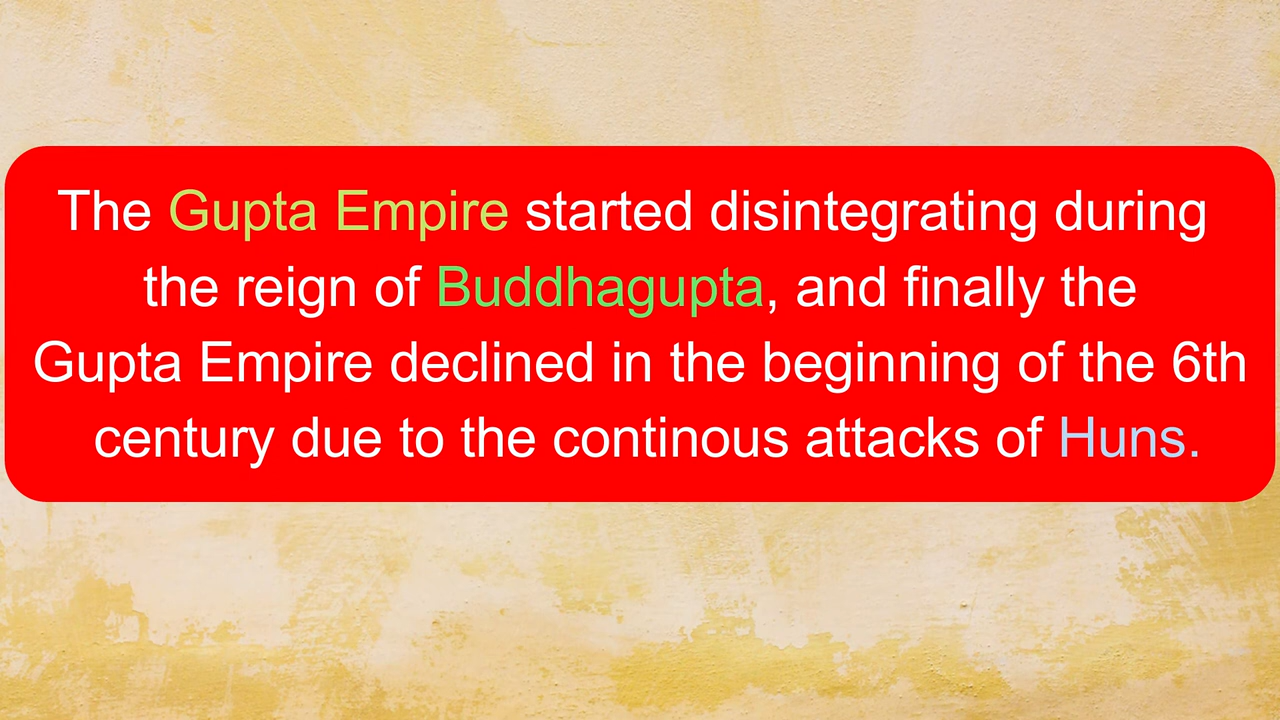 The Gupta Empire started disintegrating during
the reign of Buddhagupta, and finally the
Gupta Empire declined in the beginning of the 6th
century due to the continous attacks of Huns.